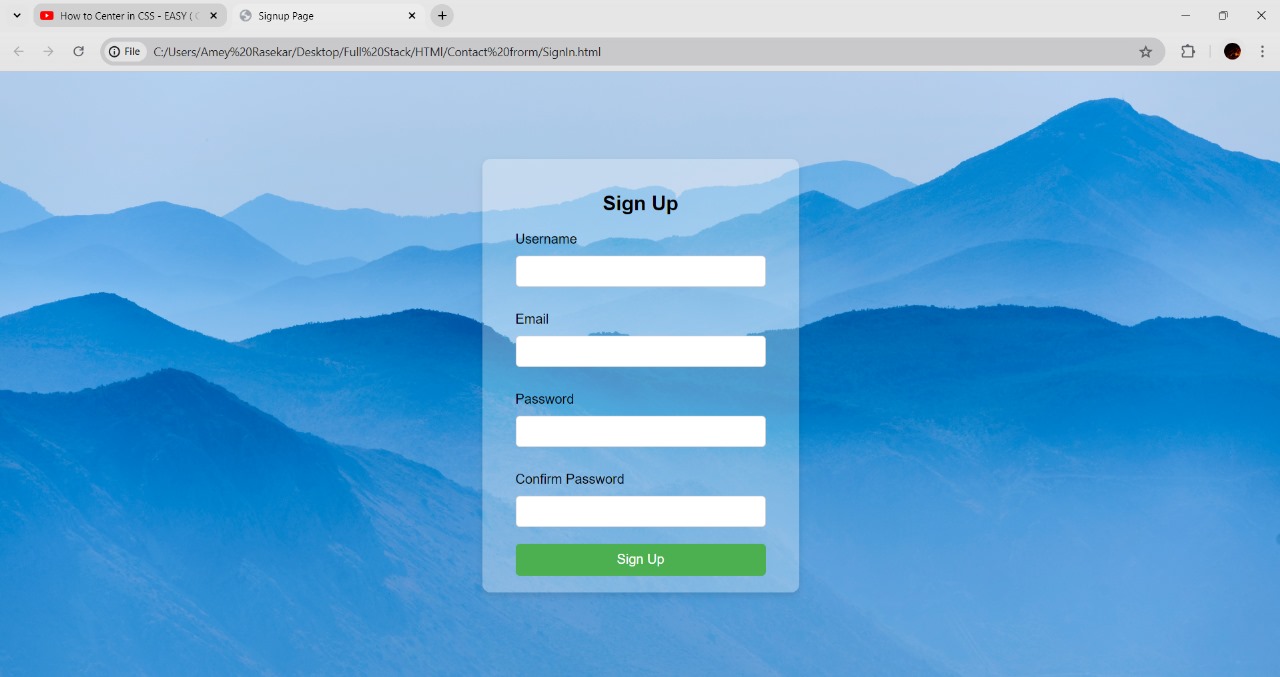 How to Center in CSS - EASY (
Signup Page
File
C:/Users/Amey%20Rasekar/Desktop/Full%20Stack/HTMl/Contact%20frorm/SignIn.html
Sign Up
Username
Email
Password
Confirm Password
Sign Up